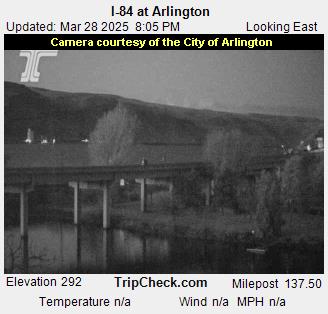 I-84 at Arlington
Updated: Mar 28 2025 8:05 PM Looking East
Camera courtesy of the City of Arlington
Elevation 292 TripCheck.com Milepost 137.50
Temperature n/a Wind n/a MPH n/a